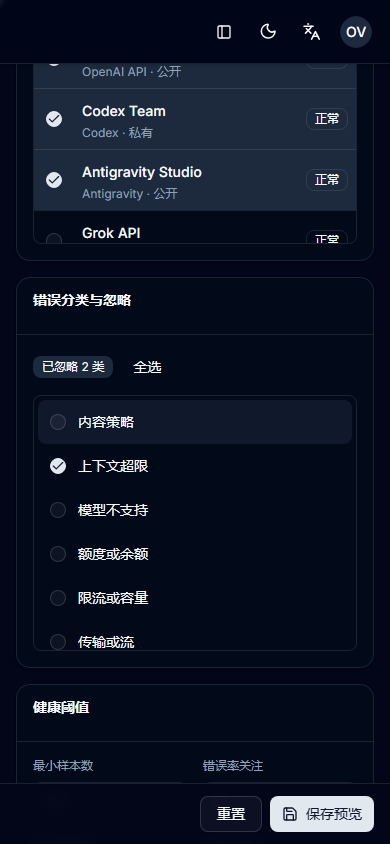 OV
OpenAI API · 公开
Codex Team
Codex · 私有
正常
Antigravity Studio
Antigravity · 公开
正常
Grok API
正常
错误分类与忽略
已忽略 2 类
全选
内容策略
上下文超限
模型不支持
额度或余额
限流或容量
传输或流
健康阈值
最小样本数
错误率关注
重置
保存预览